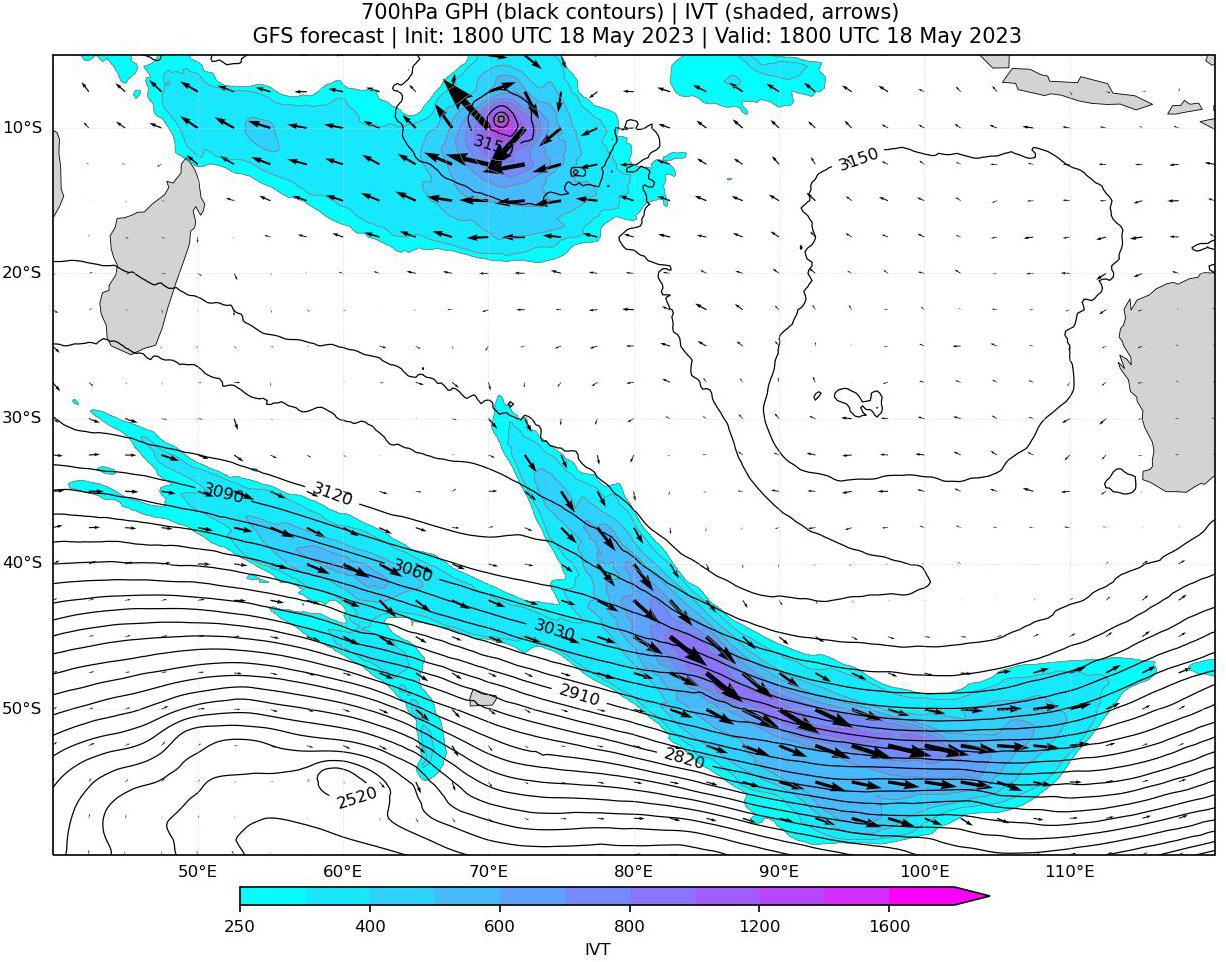 700hPa GPH (black contours) | IVT (shaded, arrows)
GFS forecast | Init: 1800 UTC 18 May 2023 | Valid: 1800 UTC 18 May 2023
10°S
3150
3150
20°S
30°S
3090
3120
40°S
3060
3030
2910
50°S
2820
2520
50°E 60°E 70°E 80°E 90°E 100°E 110°E
250 400 600 800 1200 1600
IVT